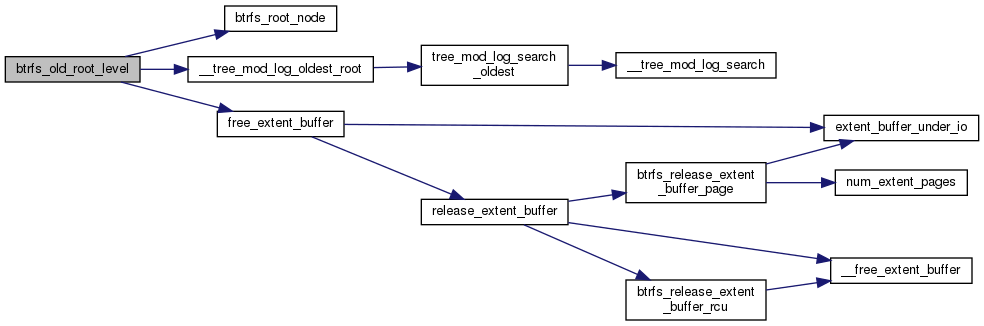 btrfs_root_node
btrfs_old_root_level
__tree_mod_log_oldest_root
tree_mod_log_search
_oldest
__tree_mod_log_search
free_extent_buffer
extent_buffer_under_io
btrfs_release_extent
_buffer_page
num_extent_pages
release_extent_buffer
__free_extent_buffer
btrfs_release_extent
_buffer_rcu